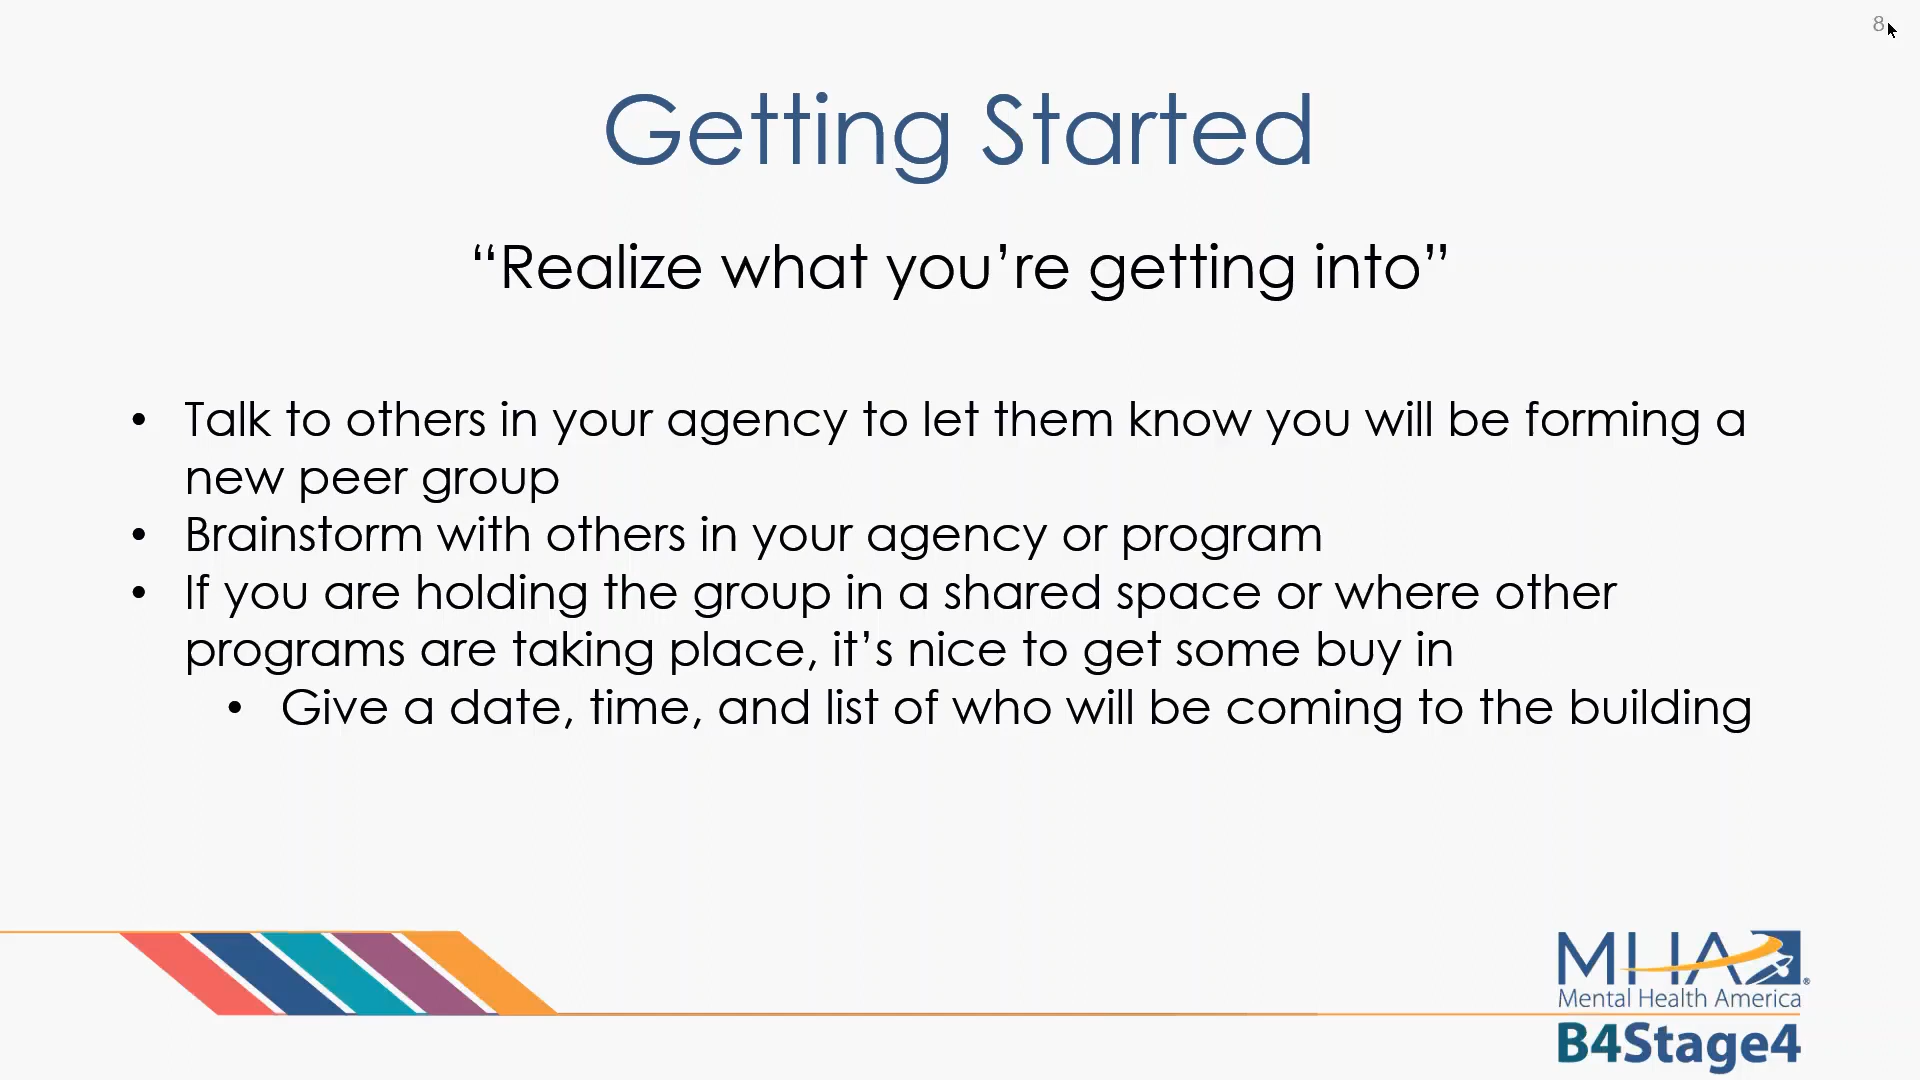 8
Getting Started
“Realize what you’re getting into”
• Talk to others in your agency to let them know you will be forming a
new peer group
• Brainstorm with others in your agency or program
• If you are holding the group in a shared space or where other
programs are taking place, it’s nice to get some buy in
• Give a date, time, and list of who will be coming to the building
MHA®
Mental Health America
B4Stage4